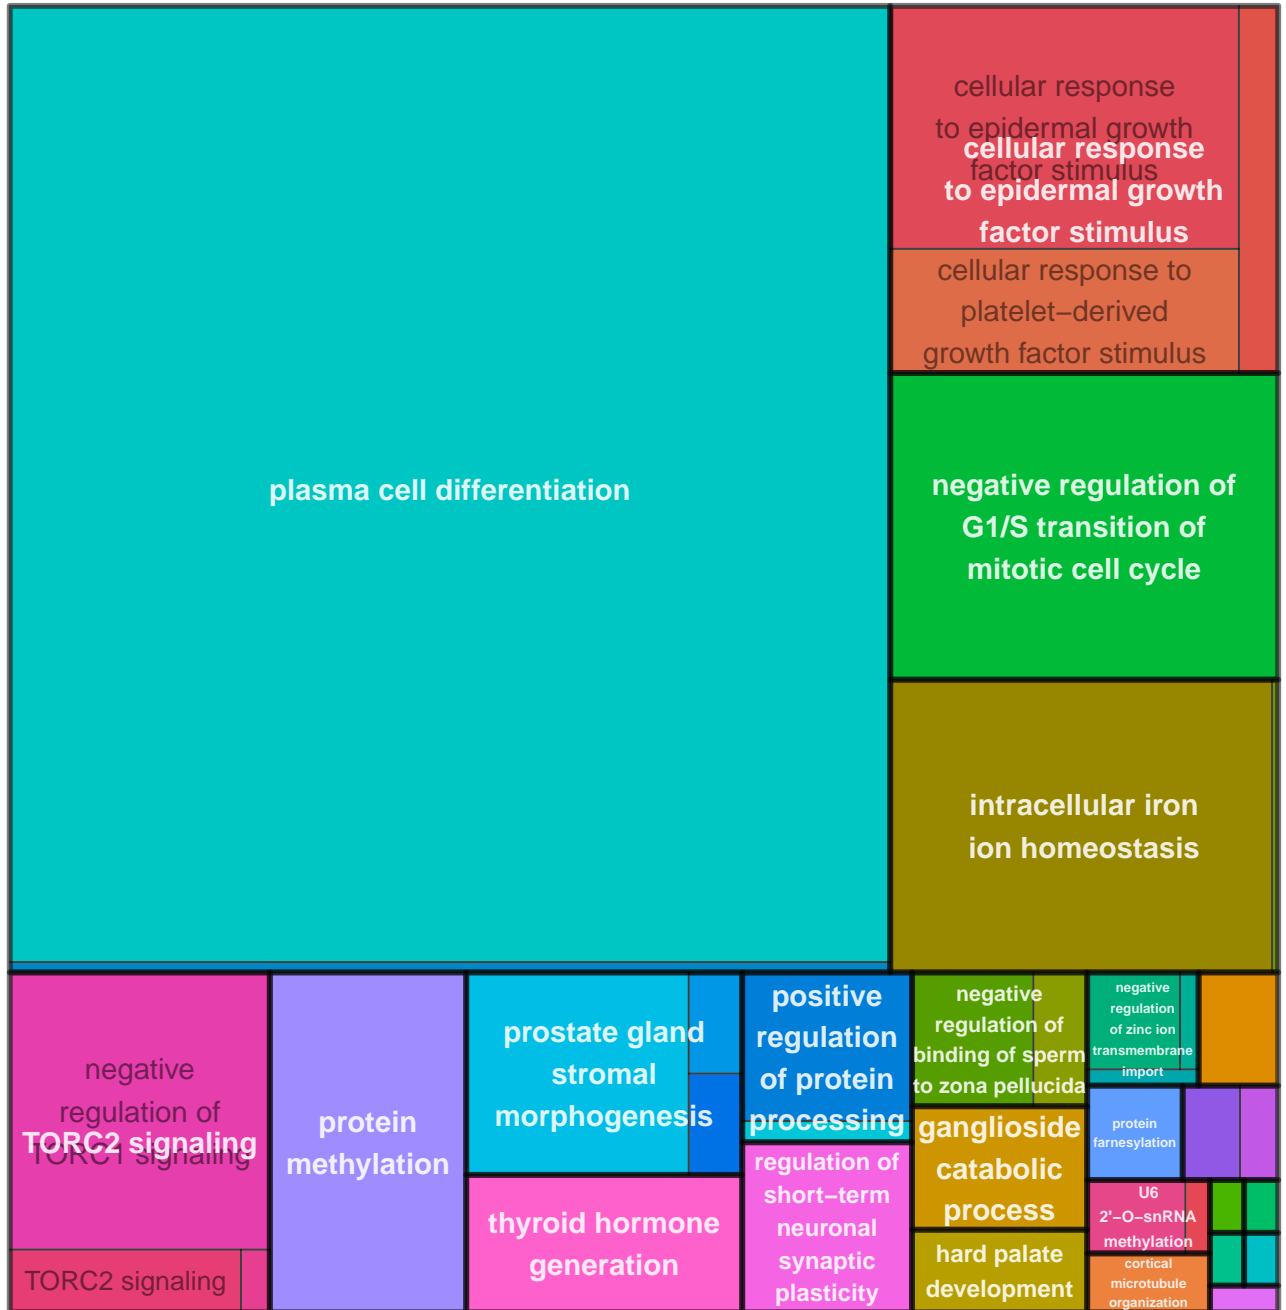 plasma cell differentiation
cellular response
to epidermal growth
factor stimulus
cellular response
to epidermal growth
factor stimulus
cellular response to
platelet−derived
growth factor stimulus
negative regulation of
G1/S transition of
mitotic cell cycle
intracellular iron
ion homeostasis
negative
regulation of
TORC1 signaling
TORC2 signaling
TORC2 signaling
protein
methylation
prostate gland
stromal
morphogenesis
thyroid hormone
generation
positive
regulation
of protein
processing
regulation of
short−term
neuronal
synaptic
plasticity
negative
regulation of
binding of sperm
to zona pellucida
ganglioside
catabolic
process
hard palate
development
negative
regulation
of zinc ion
transmembrane
import
protein
farnesylation
U6
2'−O−snRNA
methylation
cortical
microtubule
organization